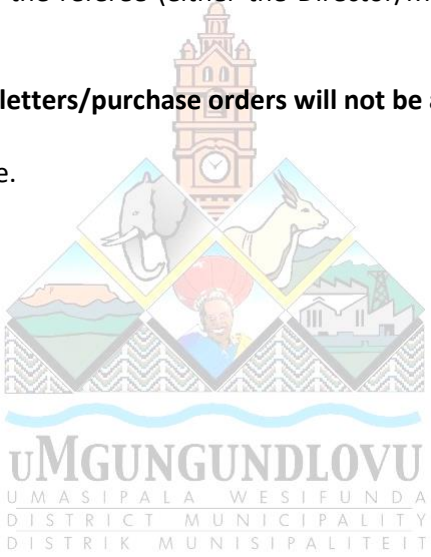 the referee (either the Director/
letters/purchase orders will not be
e.
UMGUNGUNDLOVU
UMASIPALA WESIFUNDA
DISTRICT MUNICIPALITY
DISTRIK MUNISIPALITEIT